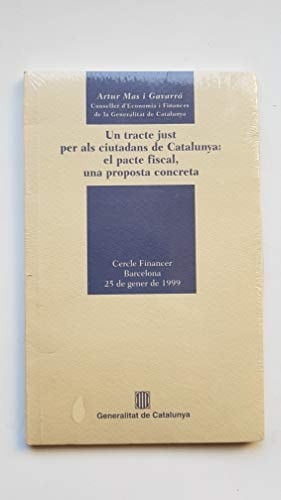 Artur Mas i Gavarró
Conseller d'Economia i Finances
de la Generalitat de Catalunya
Un tracte just
per als ciutadans de Catalunya:
el pacte fiscal,
una proposta concreta
Cercle Financer
Barcelona
25 de gener de 1999
Generalitat de Catalunya